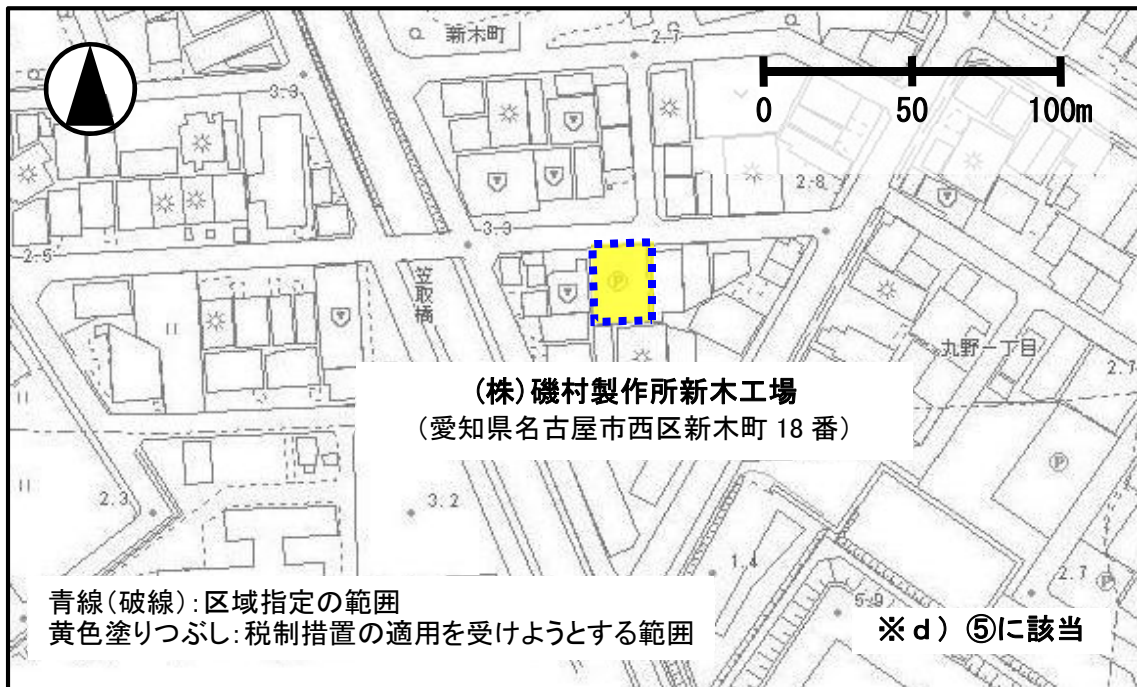 新木町
2.7
0 50 100m
3.3
2.8
3.3
2.5
笠取橋
Ⓟ
丸野一丁目
2.7
(株)磯村製作所新木工場
(愛知県名古屋市西区新木町 18 番)
Ⓟ
2.3
3.2
1.4
2.7
Ⓟ
5.9
青線(破線):区域指定の範囲
黄色塗りつぶし:税制措置の適用を受けようとする範囲
※d) ⑤に該当